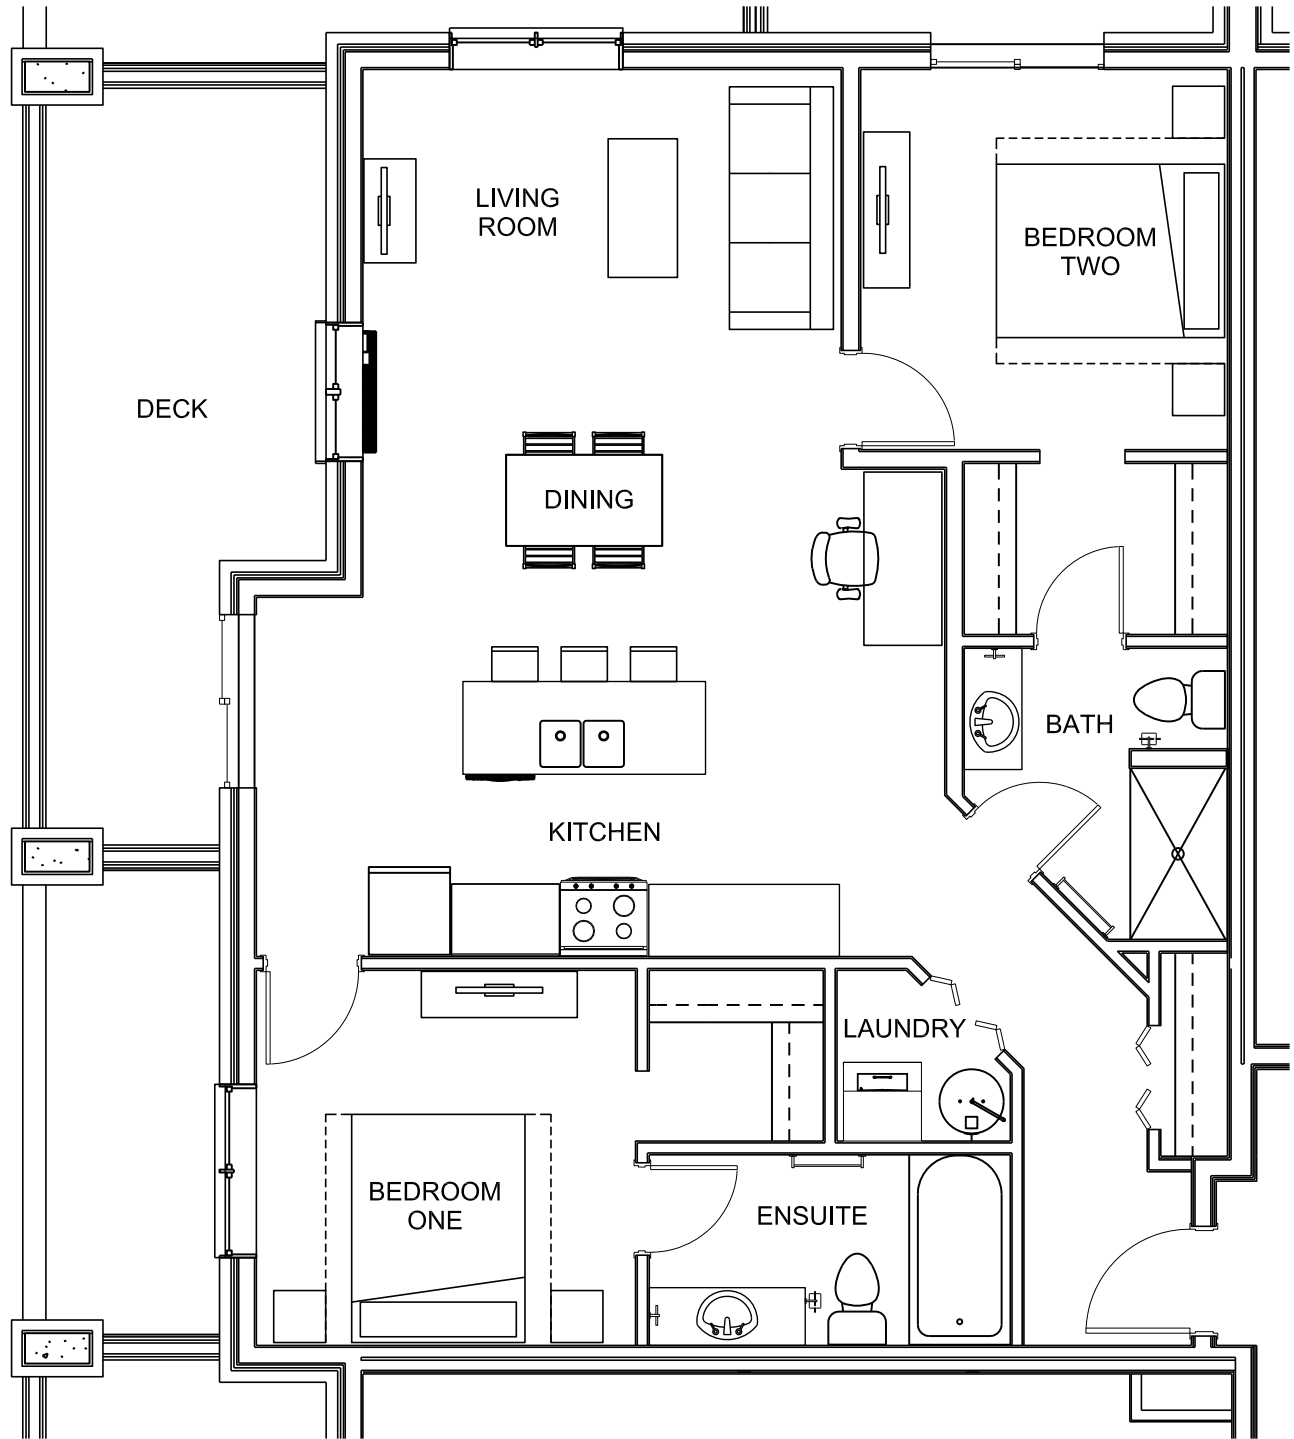 LIVING
ROOM
BEDROOM
TWO
DECK
DINING
BATH
KITCHEN
LAUNDRY
BEDROOM
ONE
ENSUITE